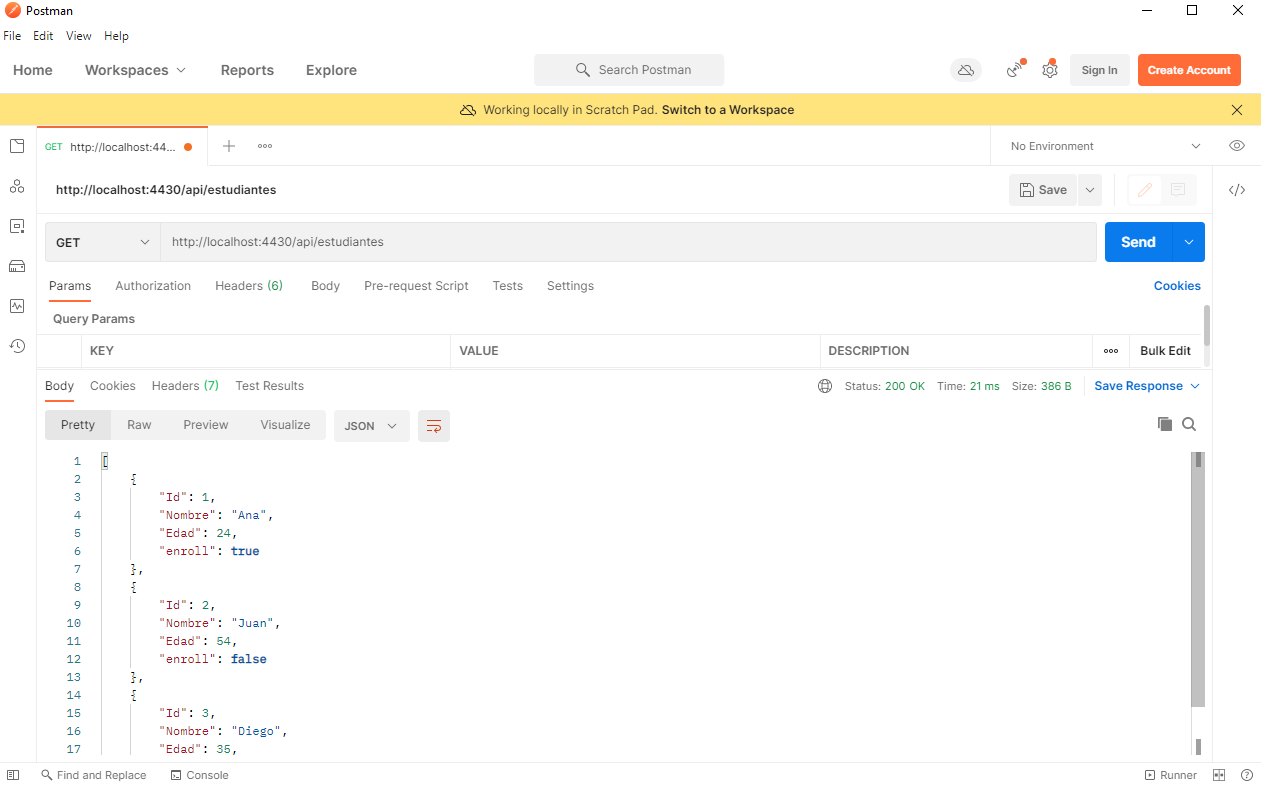 Postman
File Edit View Help
Home Workspaces Reports Explore Search Postman Sign In Create Account
Working locally in Scratch Pad. Switch to a Workspace
GET http://localhost:44... No Environment
http://localhost:4430/api/estudiantes Save
GET http://localhost:4430/api/estudiantes Send
Params Authorization Headers (6) Body Pre-request Script Tests Settings Cookies
Query Params
KEY VALUE DESCRIPTION Bulk Edit
Body Cookies Headers (7) Test Results Status: 200 OK Time: 21 ms Size: 386 B Save Response
Pretty Raw Preview Visualize JSON
1 [
2 {
3 "Id": 1,
4 "Nombre": "Ana",
5 "Edad": 24,
6 "enroll": true
7 },
8 {
9 "Id": 2,
10 "Nombre": "Juan",
11 "Edad": 54,
12 "enroll": false
13 },
14 {
15 "Id": 3,
16 "Nombre": "Diego",
17 "Edad": 35,
Find and Replace Console Runner